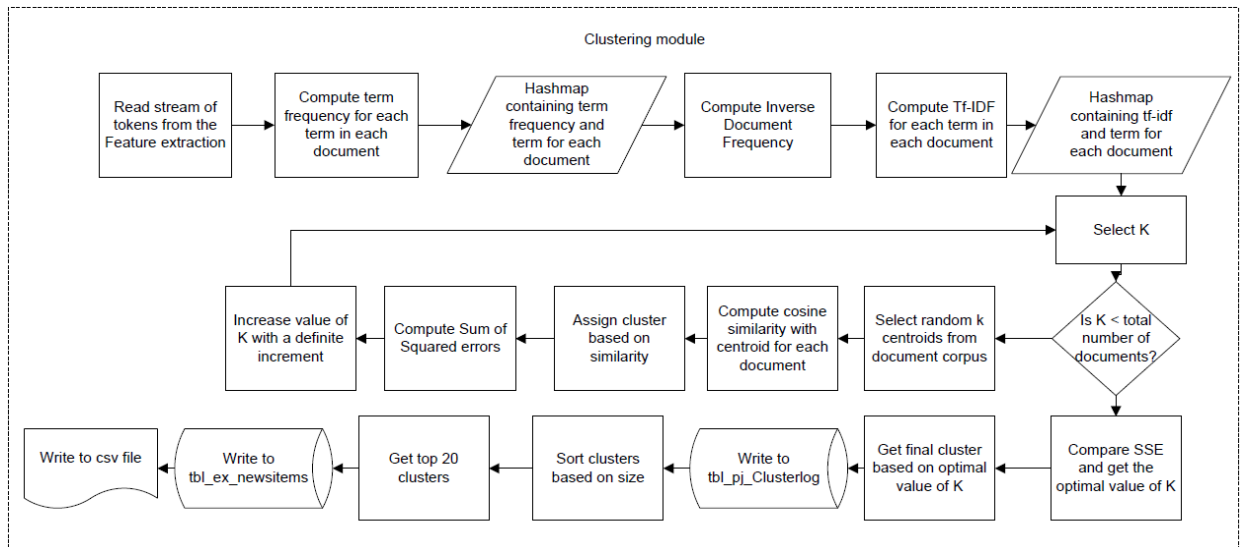 Clustering module
Read stream of
tokens from the
Feature extraction
Compute term
frequency for each
term in each
document
Hashmap
containing term
frequency and
term for each
document
Compute Inverse
Document
Frequency
Compute Tf-IDF
for each term in
each document
Hashmap
containing tf-idf
and term for
each document
Select K
Is K < total
number of
documents?
Select random k
centroids from
document corpus
Compute cosine
similarity with
centroid for each
document
Assign cluster
based on
similarity
Compute Sum of
Squared errors
Increase value of
K with a definite
increment
Compare SSE
and get the
optimal value of K
Get final cluster
based on optimal
value of K
Write to
tbl_pj_Clusterlog
Sort clusters
based on size
Get top 20
clusters
Write to
tbl_ex_newsitems
Write to csv file